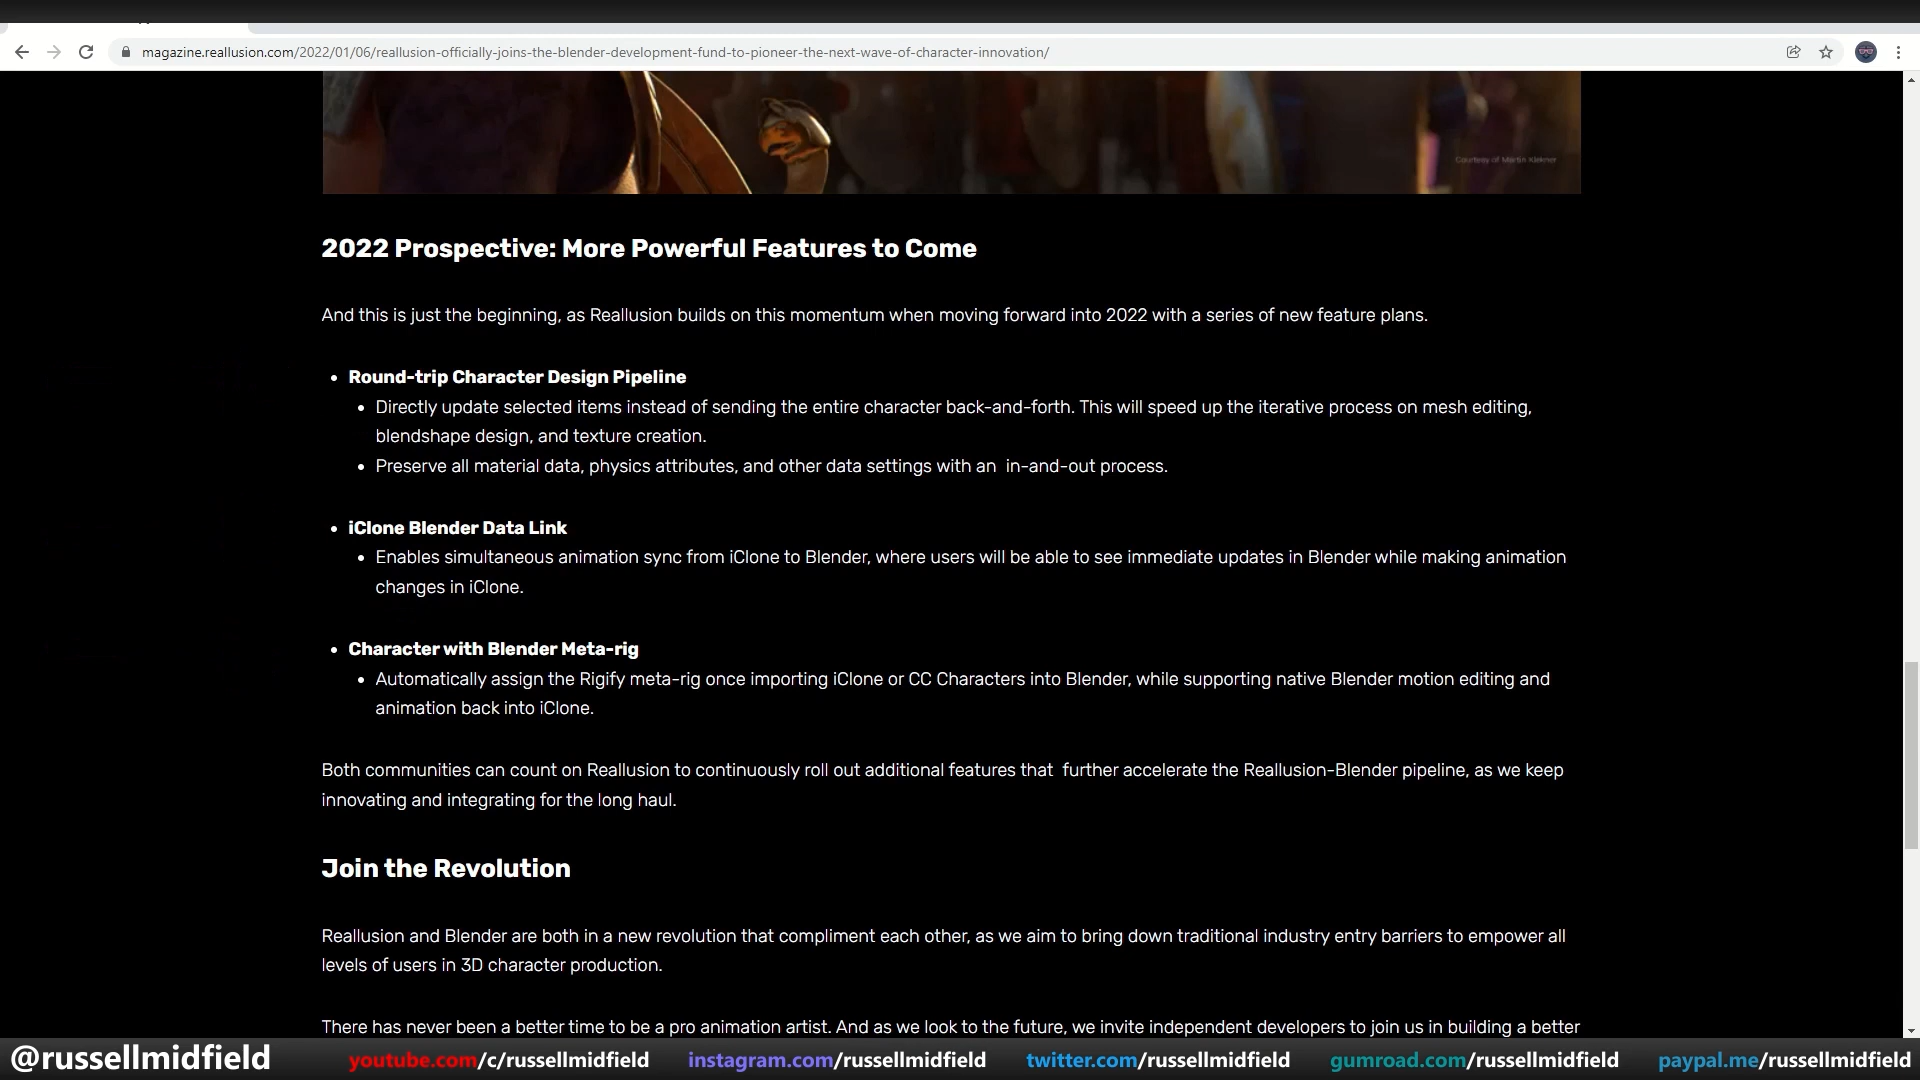 magazine.reallusion.com/2022/01/06/reallusion-officially-joins-the-blender-development-fund-to-pioneer-the-next-wave-of-character-innovation/
Courtesy of Martin Klekner
2022 Prospective: More Powerful Features to Come
And this is just the beginning, as Reallusion builds on this momentum when moving forward into 2022 with a series of new feature plans.
Round-trip Character Design Pipeline
Directly update selected items instead of sending the entire character back-and-forth. This will speed up the iterative process on mesh editing,
blendshape design, and texture creation.
Preserve all material data, physics attributes, and other data settings with an  in-and-out process.
iClone Blender Data Link
Enables simultaneous animation sync from iClone to Blender, where users will be able to see immediate updates in Blender while making animation
changes in iClone.
Character with Blender Meta-rig
Automatically assign the Rigify meta-rig once importing iClone or CC Characters into Blender, while supporting native Blender motion editing and
animation back into iClone.
Both communities can count on Reallusion to continuously roll out additional features that  further accelerate the Reallusion-Blender pipeline, as we keep
innovating and integrating for the long haul.
Join the Revolution
Reallusion and Blender are both in a new revolution that compliment each other, as we aim to bring down traditional industry entry barriers to empower all
levels of users in 3D character production.
There has never been a better time to be a pro animation artist. And as we look to the future, we invite independent developers to join us in building a better
@russellmidfield youtube.com/c/russellmidfield instagram.com/russellmidfield twitter.com/russellmidfield gumroad.com/russellmidfield paypal.me/russellmidfield